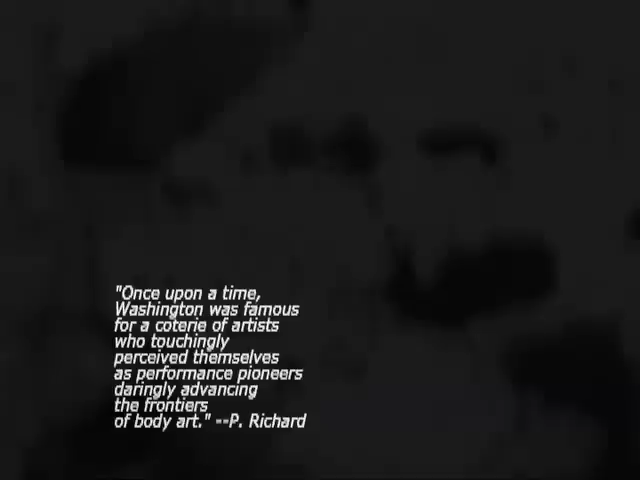 "Once upon a time,
Washington was famous
for a coterie of artists
who touchingly
perceived themselves
as performance pioneers
daringly advancing
the frontiers
of body art." --P. Richard